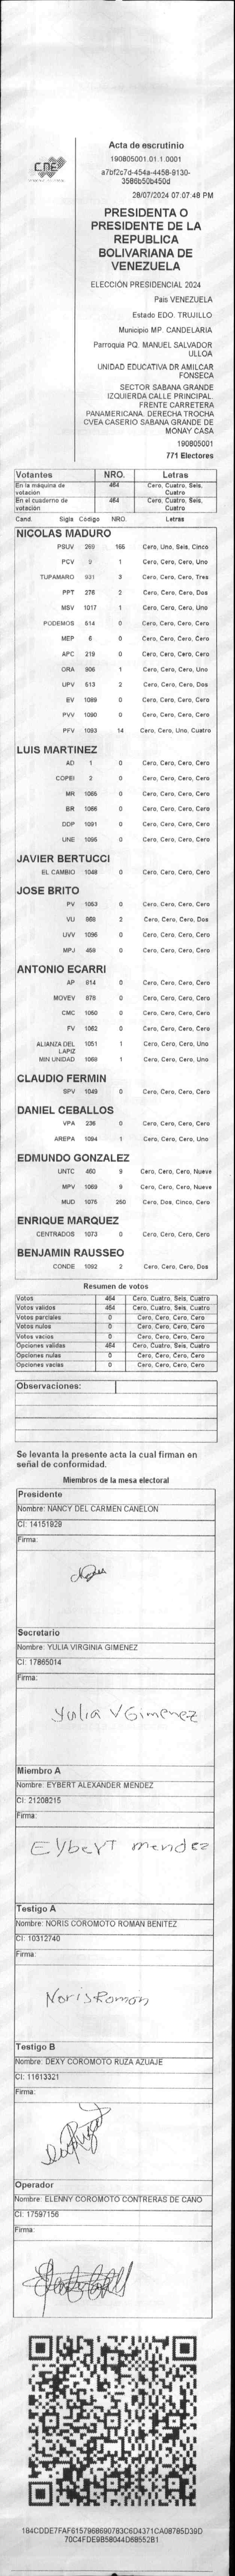 CNE
Acta de escrutinio
190805001.01.1.0001
a7bf2c7d-454a-4458-9130-
3586b50b450d
28/07/2024 07:07:48 PM
PRESIDENTA O
PRESIDENTE DE LA
REPUBLICA
BOLIVARIANA DE
VENEZUELA
ELECCIÓN PRESIDENCIAL 2024
Pais VENEZUELA
Estado EDO. TRUJILLO
Municipio MP. CANDELARIA
Parroquia PQ. MANUEL SALVADOR
ULLOA
UNIDAD EDUCATIVA DR AMILCAR
FONSECA
SECTOR SABANA GRANDE
IZQUIERDA CALLE PRINCIPAL.
FRENTE CARRETERA
PANAMERICANA. DERECHA TROCHA
CVEA CASERIO SABANA GRANDE DE
MONAY CASA
190805001
771 Electores
Votantes NRO. Letras
En la máquina de votación 464 Cero, Cuatro, Seis, Cuatro
En el cuaderno de votación 464 Cero, Cuatro, Seis, Cuatro
Cand. Sigla Código NRO. Letras
NICOLAS MADURO
PSUV 269 165 Cero, Uno, Seis, Cinco
PCV 9 1 Cero, Cero, Cero, Uno
TUPAMARO 931 3 Cero, Cero, Cero, Tres
PPT 276 2 Cero, Cero, Cero, Dos
MSV 1017 1 Cero, Cero, Cero, Uno
PODEMOS 514 0 Cero, Cero, Cero, Cero
MEP 6 0 Cero, Cero, Cero, Cero
APC 219 0 Cero, Cero, Cero, Cero
ORA 906 1 Cero, Cero, Cero, Uno
UPV 513 2 Cero, Cero, Cero, Dos
EV 1089 0 Cero, Cero, Cero, Cero
PVV 1090 0 Cero, Cero, Cero, Cero
PFV 1093 14 Cero, Cero, Uno, Cuatro
LUIS MARTINEZ
AD 1 0 Cero, Cero, Cero, Cero
COPEI 2 0 Cero, Cero, Cero, Cero
MR 1065 0 Cero, Cero, Cero, Cero
BR 1066 0 Cero, Cero, Cero, Cero
DDP 1091 0 Cero, Cero, Cero, Cero
UNE 1095 0 Cero, Cero, Cero, Cero
JAVIER BERTUCCI
EL CAMBIO 1048 0 Cero, Cero, Cero, Cero
JOSE BRITO
PV 1053 0 Cero, Cero, Cero, Cero
VU 968 2 Cero, Cero, Cero, Dos
UVV 1096 0 Cero, Cero, Cero, Cero
MPJ 458 0 Cero, Cero, Cero, Cero
ANTONIO ECARRI
AP 814 0 Cero, Cero, Cero, Cero
MOVEV 878 0 Cero, Cero, Cero, Cero
CMC 1050 0 Cero, Cero, Cero, Cero
FV 1062 0 Cero, Cero, Cero, Cero
ALIANZA DEL LAPIZ 1051 1 Cero, Cero, Cero, Uno
MIN UNIDAD 1068 1 Cero, Cero, Cero, Uno
CLAUDIO FERMIN
SPV 1049 0 Cero, Cero, Cero, Cero
DANIEL CEBALLOS
VPA 236 0 Cero, Cero, Cero, Cero
AREPA 1094 1 Cero, Cero, Cero, Uno
EDMUNDO GONZALEZ
UNTC 460 9 Cero, Cero, Cero, Nueve
MPV 1069 9 Cero, Cero, Cero, Nueve
MUD 1075 250 Cero, Dos, Cinco, Cero
ENRIQUE MARQUEZ
CENTRADOS 1073 0 Cero, Cero, Cero, Cero
BENJAMIN RAUSSEO
CONDE 1092 2 Cero, Cero, Cero, Dos
Resumen de votos
Votos 464 Cero, Cuatro, Seis, Cuatro
Votos validos 464 Cero, Cuatro, Seis, Cuatro
Votos parciales 0 Cero, Cero, Cero, Cero
Votos nulos 0 Cero, Cero, Cero, Cero
Votos vacios 0 Cero, Cero, Cero, Cero
Opciones validas 464 Cero, Cuatro, Seis, Cuatro
Opciones nulas 0 Cero, Cero, Cero, Cero
Opciones vacias 0 Cero, Cero, Cero, Cero
Observaciones:
Se levanta la presente acta la cual firman en
señal de conformidad.
Miembros de la mesa electoral
Presidente
Nombre: NANCY DEL CARMEN CANELON
CI: 14151929
Firma:
Secretario
Nombre: YULIA VIRGINIA GIMENEZ
CI: 17865014
Firma:
Yulia V Gimenez
Miembro A
Nombre: EYBERT ALEXANDER MENDEZ
CI: 21208215
Firma:
Eybert mendez
Testigo A
Nombre: NORIS COROMOTO ROMAN BENITEZ
CI: 10312740
Firma:
Noris Roman
Testigo B
Nombre: DEXY COROMOTO RUZA AZUAJE
CI: 11613321
Firma:
Operador
Nombre: ELENNY COROMOTO CONTRERAS DE CANO
CI: 17597156
Firma:
184CDDE7FAF6157968690783C6D4371CA08785D39D
70C4FDE9B58044D68552B1